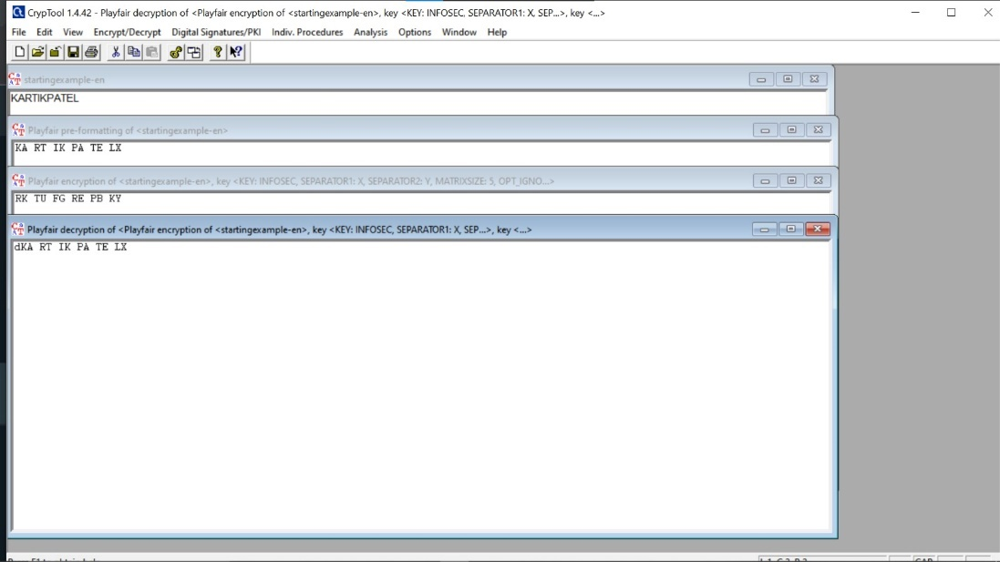 CrypTool 1.4.42 - Playfair decryption of <Playfair encryption of <startingexample-en>, key <KEY: INFOSEC, SEPARATOR1: X, SEP...>, key <...>
File Edit View Encrypt/Decrypt Digital Signatures/PKI Indiv. Procedures Analysis Options Window Help
startingexample-en
KARTIKPATEL
Playfair pre-formatting of <startingexample-en>
KA RT IK PA TE LX
Playfair encryption of <startingexample-en>, key <KEY: INFOSEC, SEPARATOR1: X, SEPARATOR2: Y, MATRIXSIZE: 5, OPT_IGNO...>
RK TU FG RE PB KY
Playfair decryption of <Playfair encryption of <startingexample-en>, key <KEY: INFOSEC, SEPARATOR1: X, SEP...>, key <...>
dKA RT IK PA TE LX